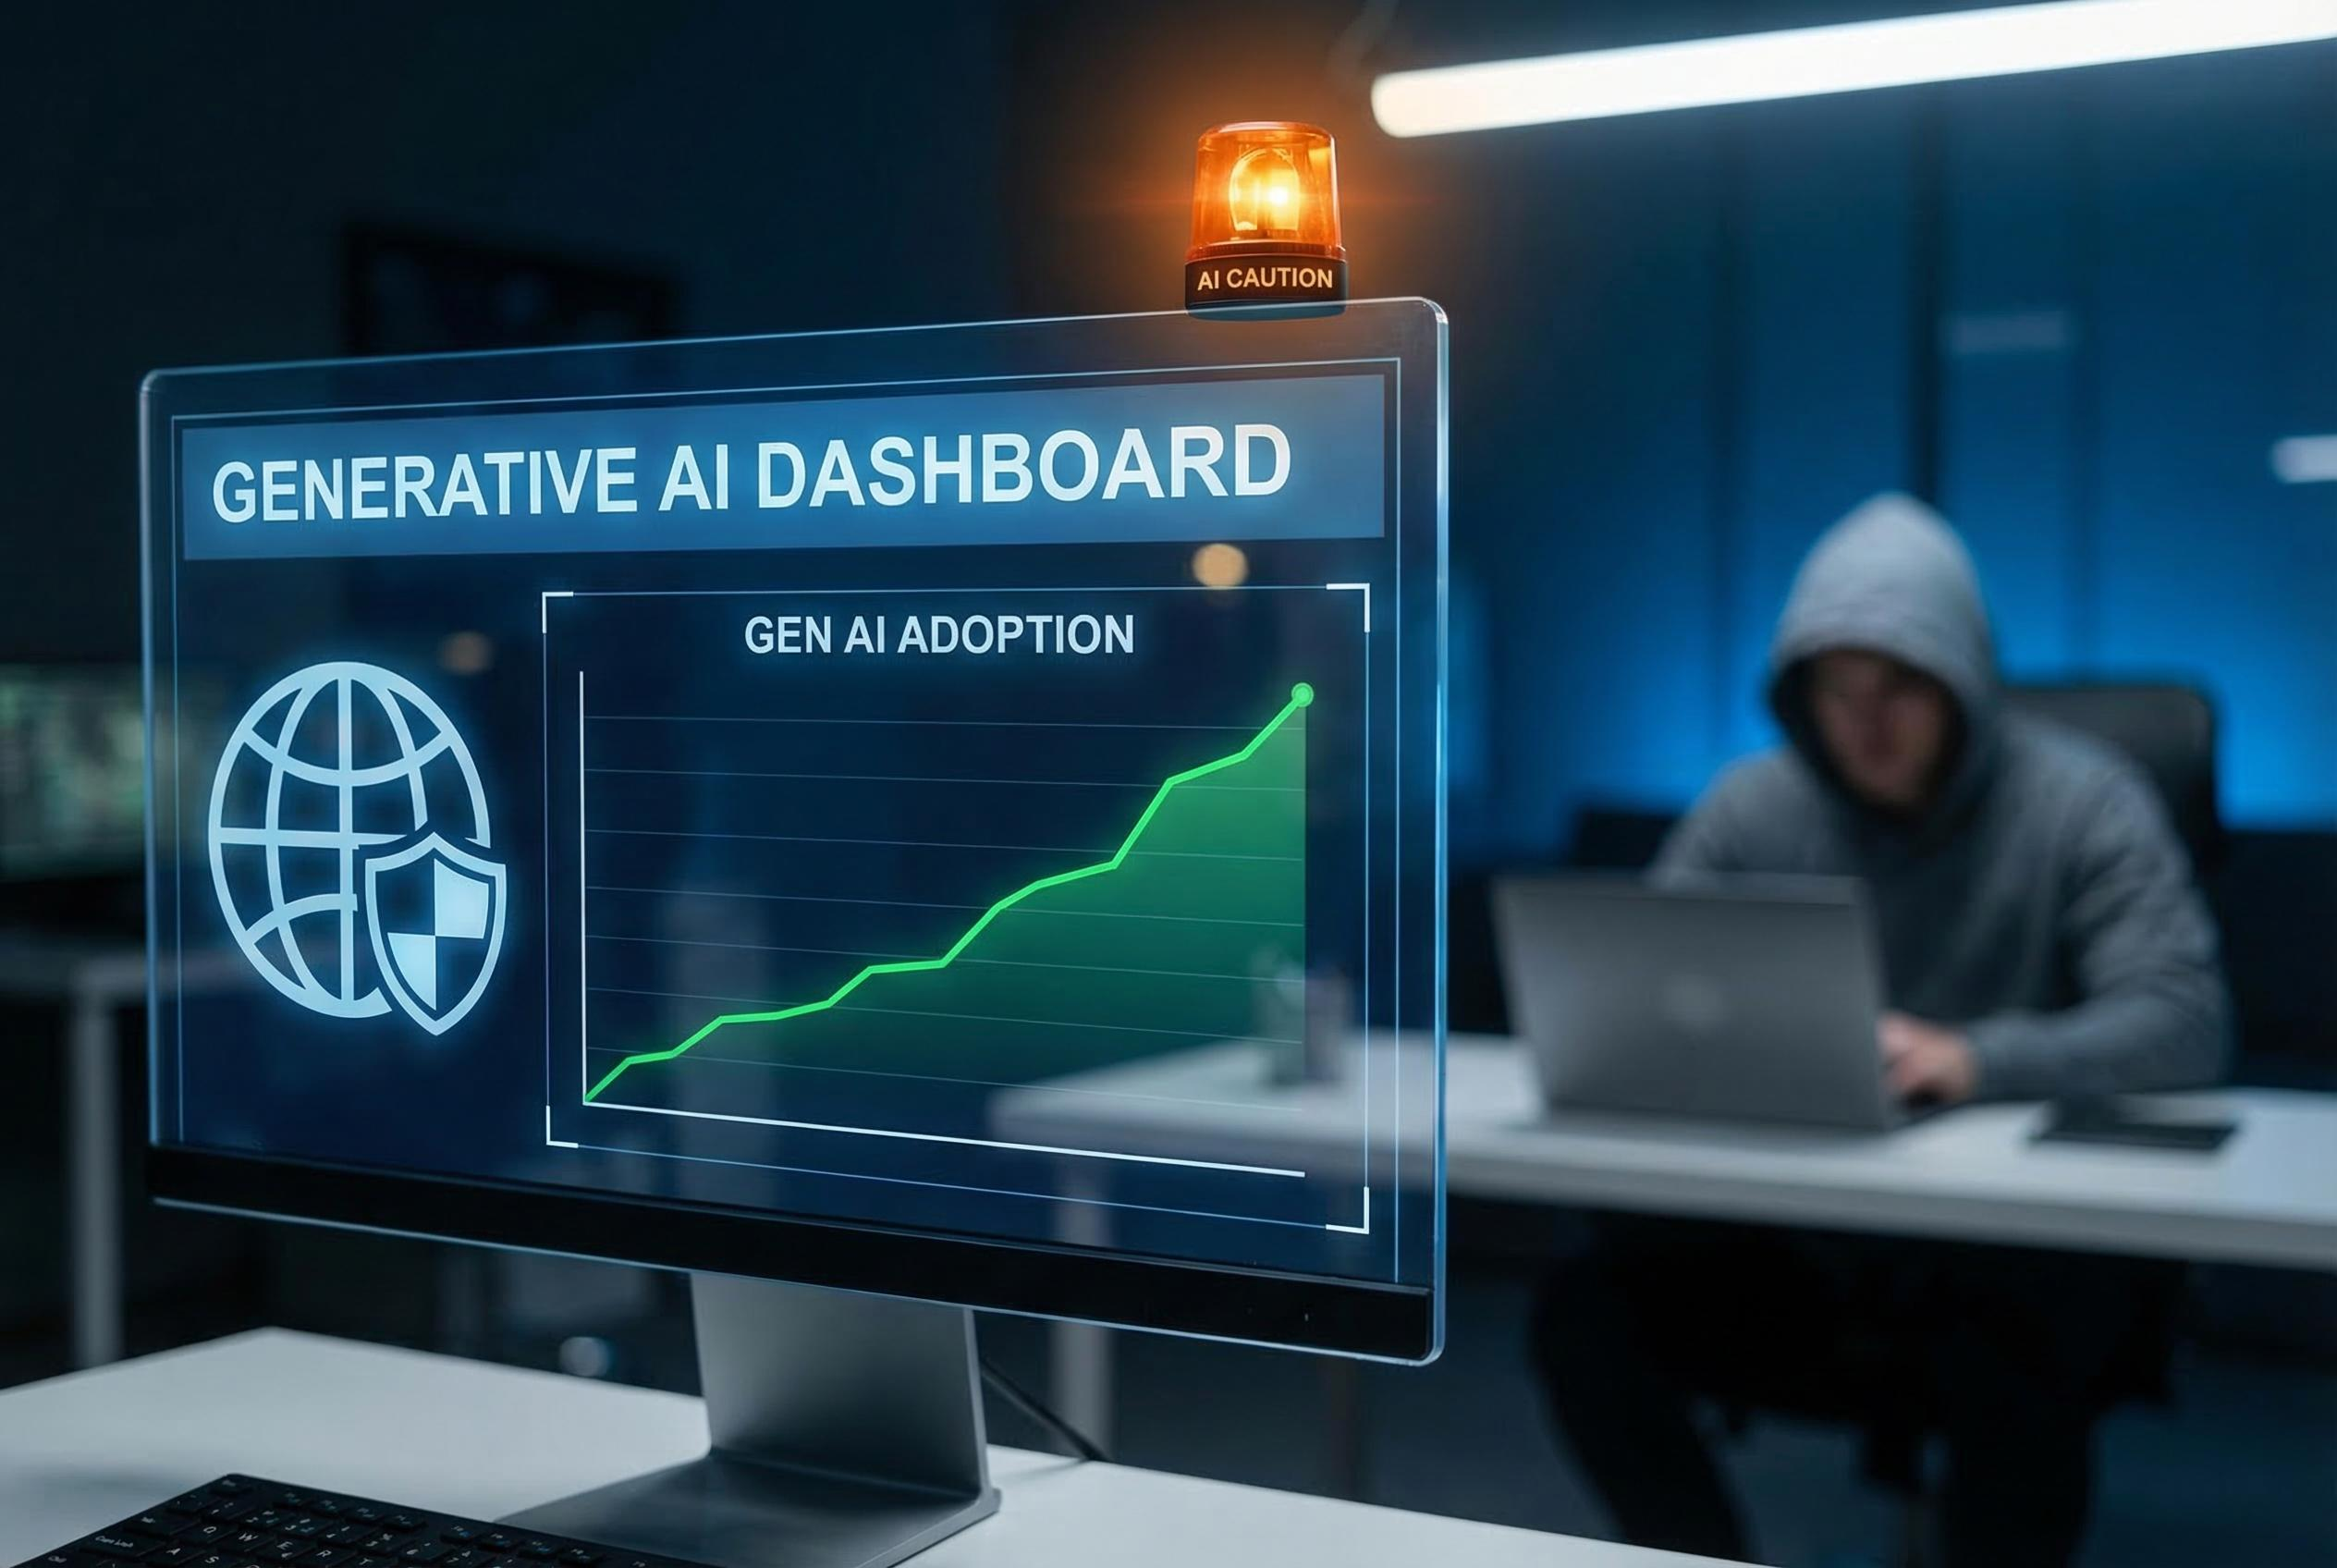 AI CAUTION
GENERATIVE AI DASHBOARD
GEN AI ADOPTION
Q W E R T
A S